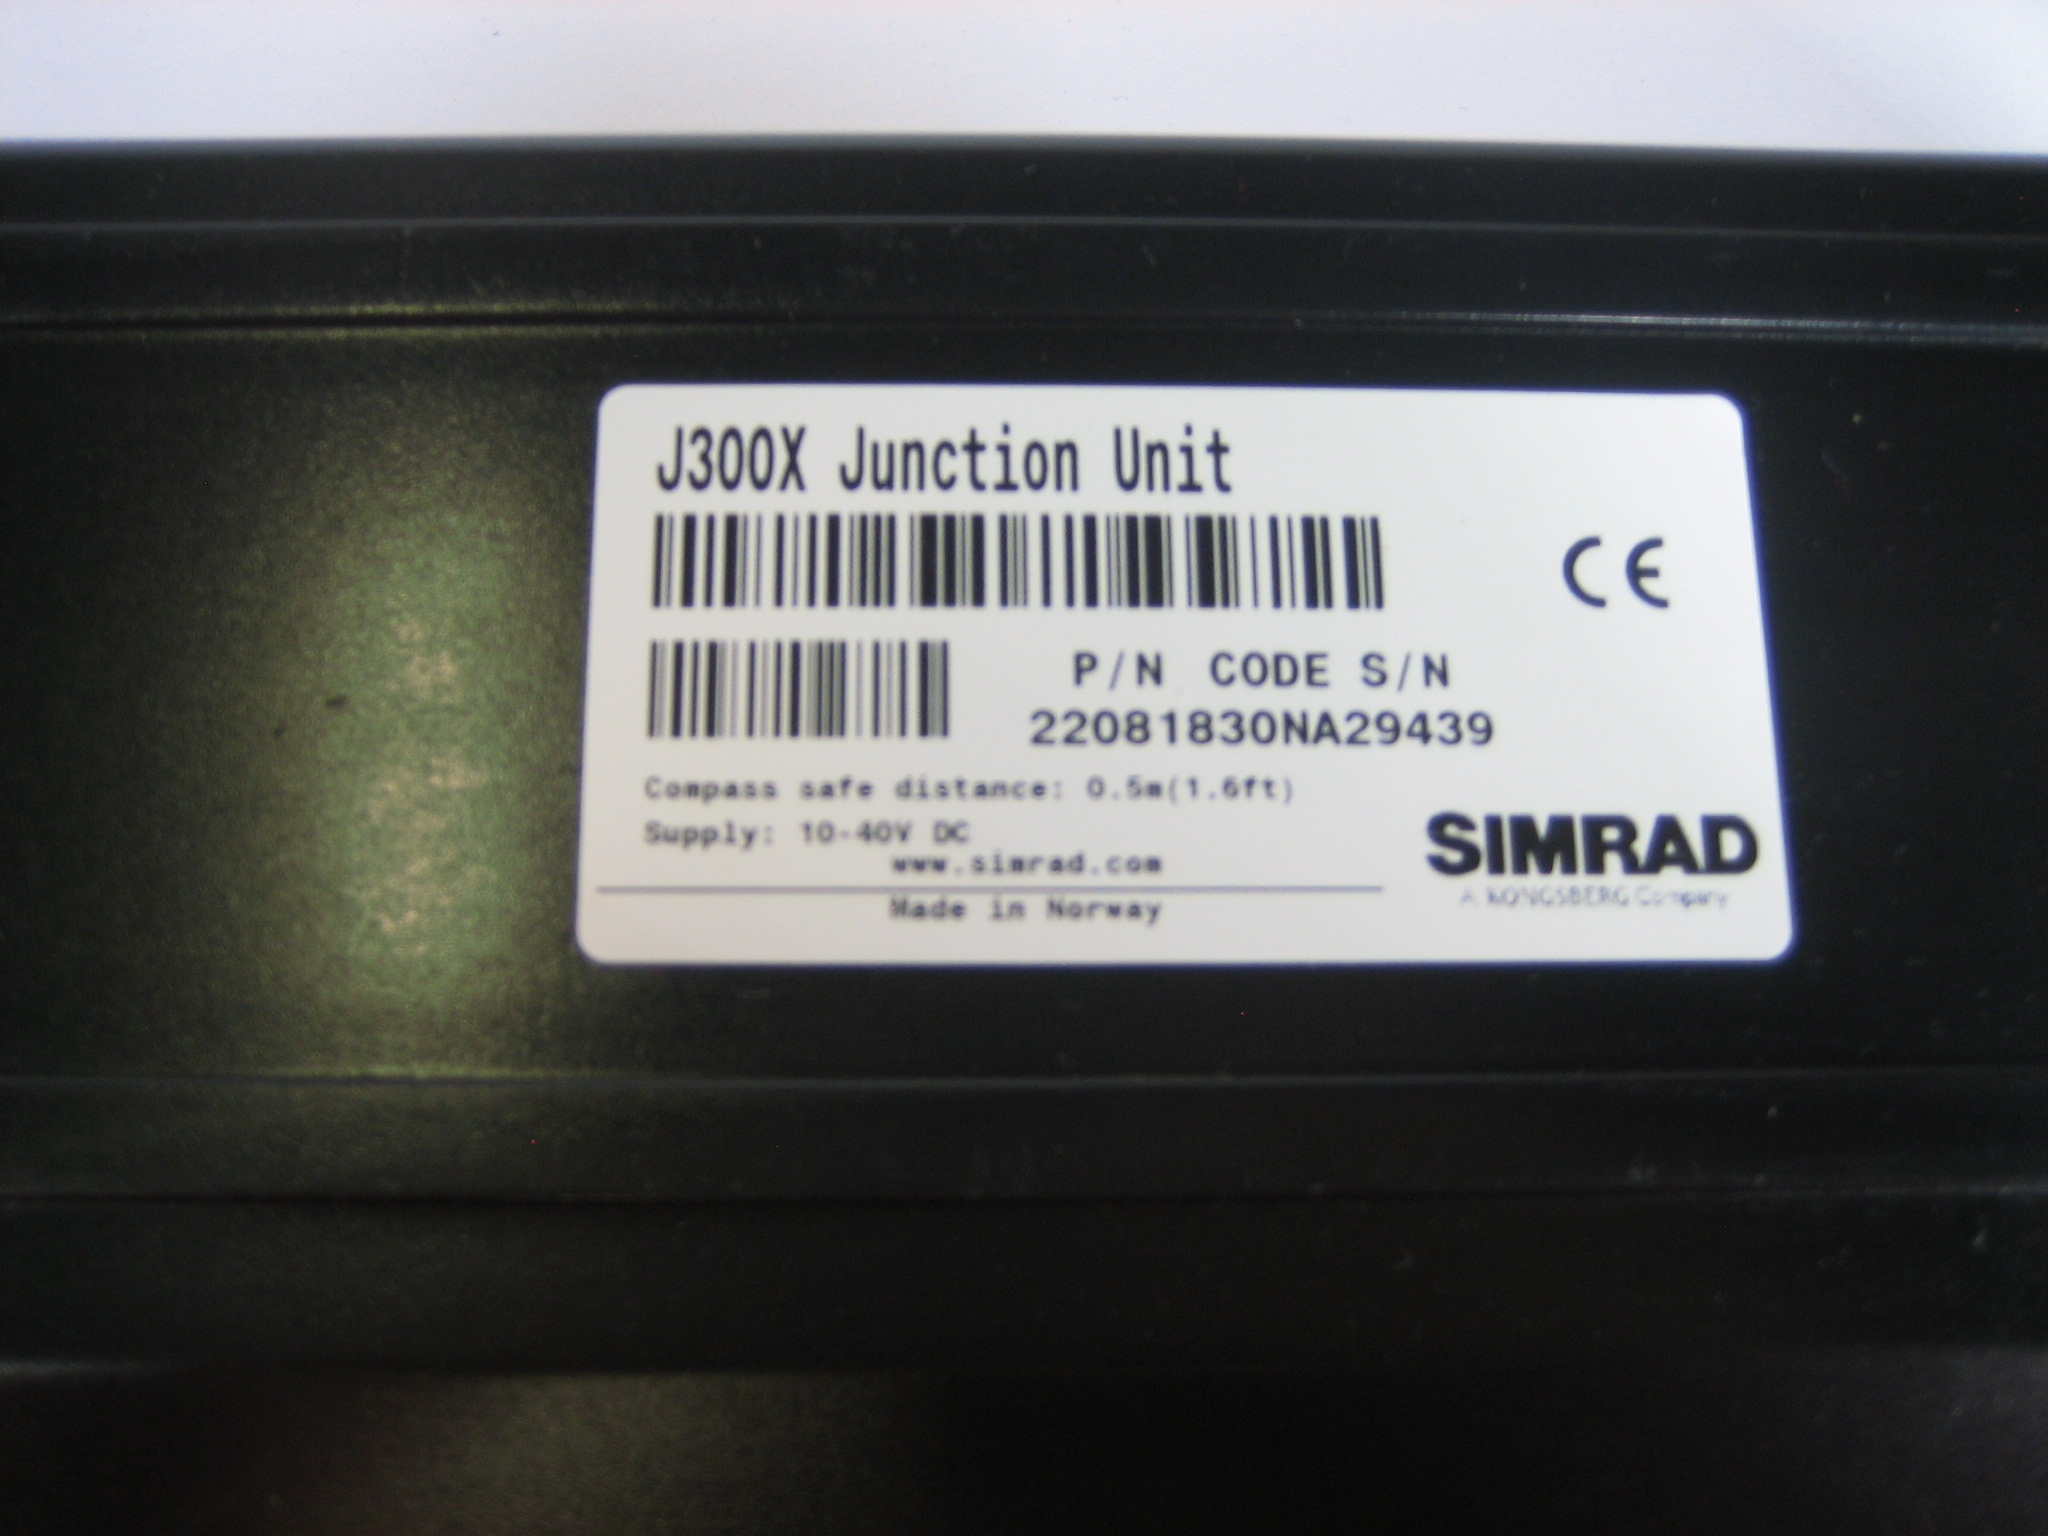 J300X Junction Unit
CE
P/N CODE S/N
22081830NA29439
Compass safe distance: 0.5m(1.6ft)
Supply: 10-40V DC
www.simrad.com
Made in Norway
SIMRAD
A KONGSBERG Company